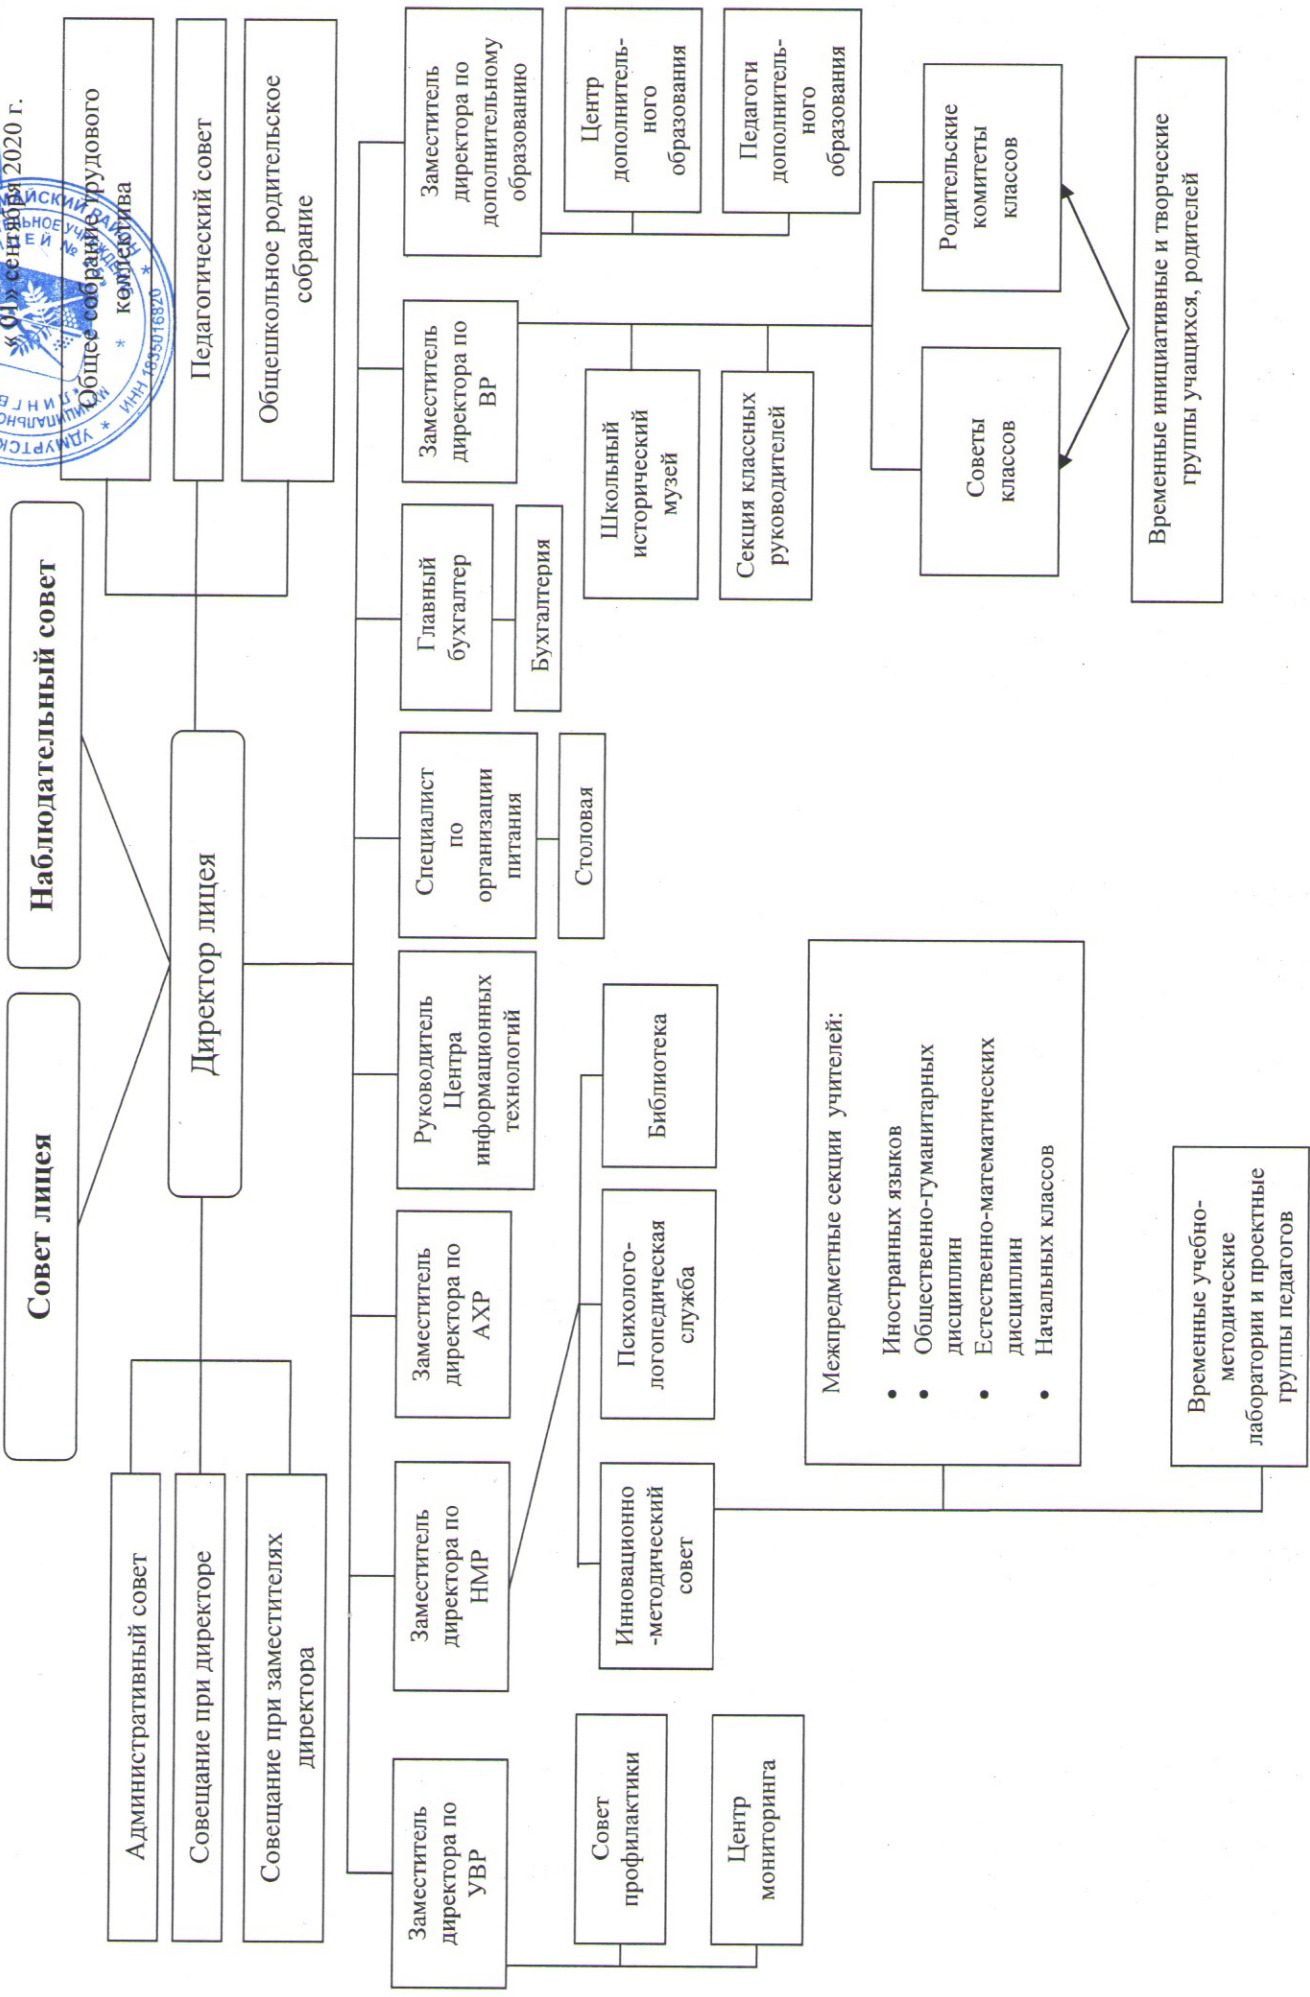 «01» сентября 2020 г.
МАЙСКИЙ РАЙОН *
ИНН 1835016820
Совет лицея
Наблюдательный совет
Директор лицея
Административный совет
Совещание при директоре
Совещание при заместителях
директора
Общее собрание трудового
коллектива
Педагогический совет
Общешкольное родительское
собрание
Заместитель
директора по
УВР
Совет
профилактики
Центр
мониторинга
Заместитель
директора по
НМР
Инновационно
-методический
совет
Психолого-
логопедическая
служба
Библиотека
Межпредметные секции учителей:
• Иностранных языков
• Общественно-гуманитарных
дисциплин
• Естественно-математических
дисциплин
• Начальных классов
Временные учебно-
методические
лаборатории и проектные
группы педагогов
Заместитель
директора по
АХР
Руководитель
Центра
информационных
технологий
Специалист
по
организации
питания
Столовая
Главный
бухгалтер
Бухгалтерия
Заместитель
директора по
ВР
Школьный
исторический
музей
Секция классных
руководителей
Советы
классов
Родительские
комитеты
классов
Временные инициативные и творческие
группы учащихся, родителей
Заместитель
директора по
дополнительному
образованию
Центр
дополнитель-
ного
образования
Педагоги
дополнитель-
ного
образования